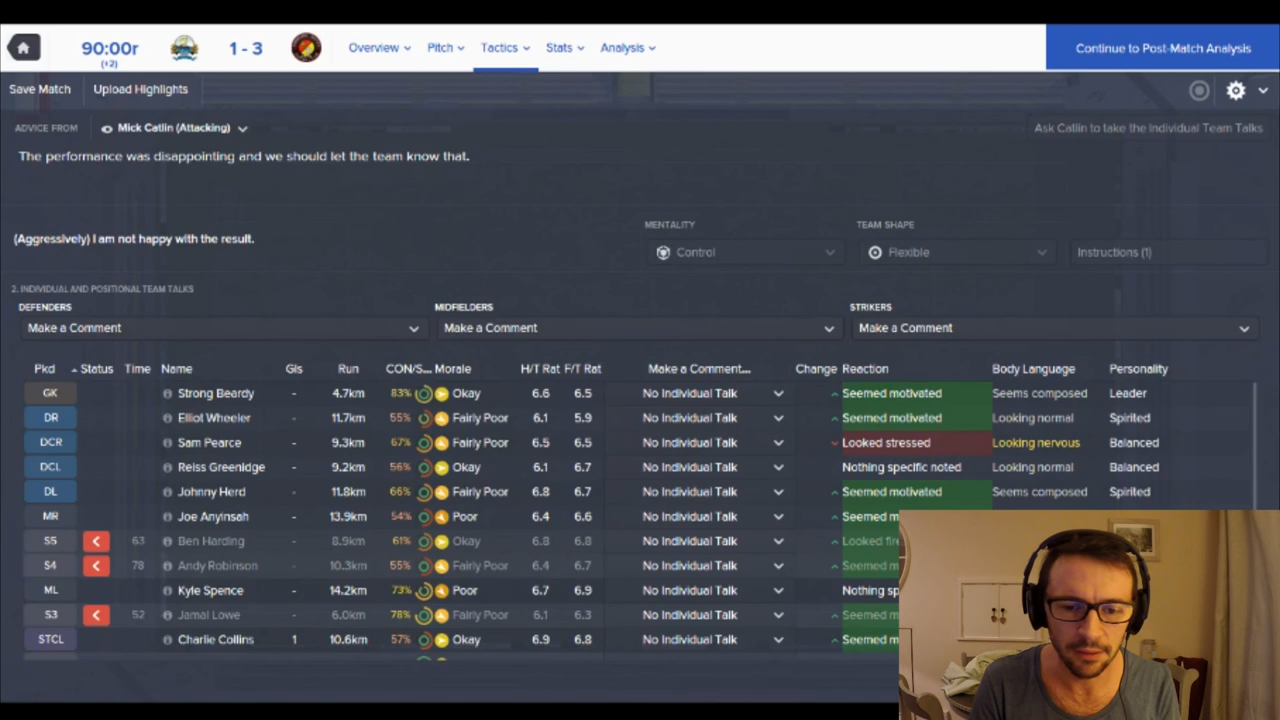 90:00r 1 - 3 Overview Pitch Tactics Stats Analysis Continue to Post-Match Analysis
(+2)
Save Match Upload Highlights
ADVICE FROM Mick Catlin (Attacking) Ask Catlin to take the Individual Team Talks
The performance was disappointing and we should let the team know that.
MENTALITY TEAM SHAPE
(Aggressively) I am not happy with the result.
Control Flexible Instructions (1)
2. INDIVIDUAL AND POSITIONAL TEAM TALKS
DEFENDERS MIDFIELDERS STRIKERS
Make a Comment Make a Comment Make a Comment
Pkd Status Time Name Gls Run CON/S... Morale H/T Rat F/T Rat Make a Comment... Change Reaction Body Language Personality
GK Strong Beardy - 4.7km 83% Okay 6.6 6.5 No Individual Talk Seemed motivated Seems composed Leader
DR Elliot Wheeler - 11.7km 55% Fairly Poor 6.1 5.9 No Individual Talk Seemed motivated Looking normal Spirited
DCR Sam Pearce - 9.3km 67% Fairly Poor 6.5 6.5 No Individual Talk Looked stressed Looking nervous Balanced
DCL Reiss Greenidge - 9.2km 56% Okay 6.1 6.7 No Individual Talk Nothing specific noted Looking normal Balanced
DL Johnny Herd - 11.8km 66% Fairly Poor 6.8 6.7 No Individual Talk Seemed motivated Seems composed Spirited
MR Joe Anyinsah - 13.9km 54% Poor 6.4 6.6 No Individual Talk Seemed m
S5 63 Ben Harding - 8.9km 61% Okay 6.8 6.8 No Individual Talk Looked fire
S4 78 Andy Robinson - 10.3km 55% Fairly Poor 6.4 6.7 No Individual Talk Seemed m
ML Kyle Spence - 14.2km 73% Poor 6.7 6.9 No Individual Talk Nothing sp
S3 52 Jamal Lowe - 6.0km 78% Fairly Poor 6.1 6.3 No Individual Talk Seemed m
STCL Charlie Collins 1 10.6km 57% Okay 6.9 6.8 No Individual Talk Seemed m